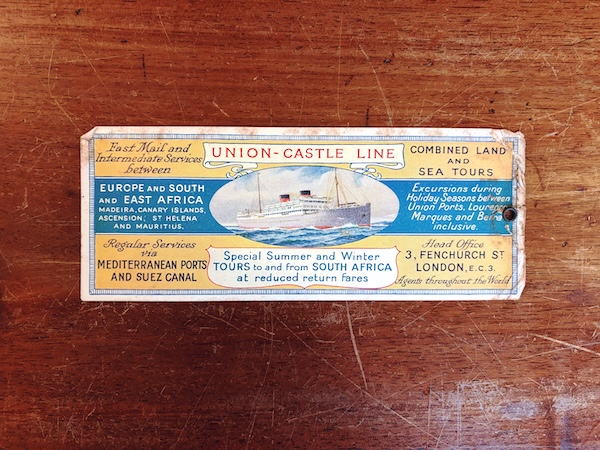 Fast Mail and
Intermediate Services
between
EUROPE AND SOUTH
AND EAST AFRICA
MADEIRA, CANARY ISLANDS,
ASCENSION, ST HELENA
AND MAURITIUS.
Regular Services
via
MEDITERRANEAN PORTS
AND SUEZ CANAL
UNION-CASTLE LINE
Special Summer and Winter
TOURS to and from SOUTH AFRICA
at reduced return fares
COMBINED LAND
AND
SEA TOURS
Excursions during
Holiday Seasons between
Union Ports, Lourenço
Marques and Beira
inclusive.
Head Office
3, FENCHURCH ST
LONDON, E.C.3.
Agents throughout the World